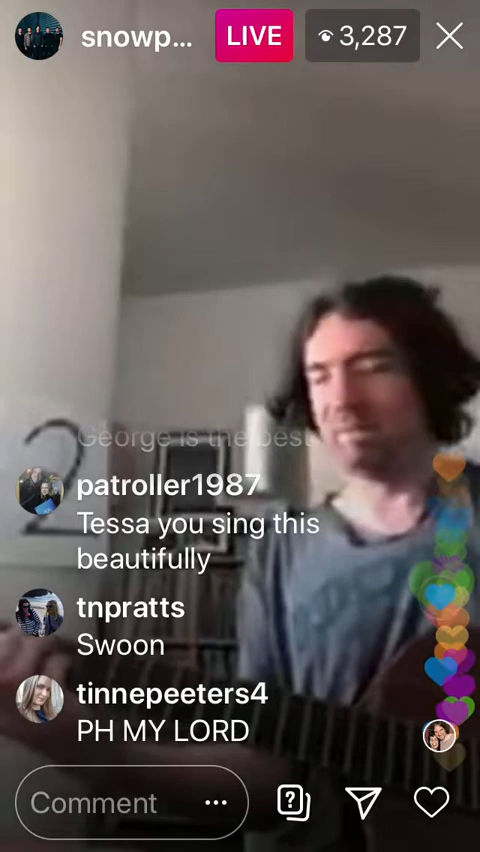 snowp...
LIVE
3,287
George is the best
patroller1987
Tessa you sing this
beautifully
tnpratts
Swoon
tinnepeeters4
PH MY LORD
Comment